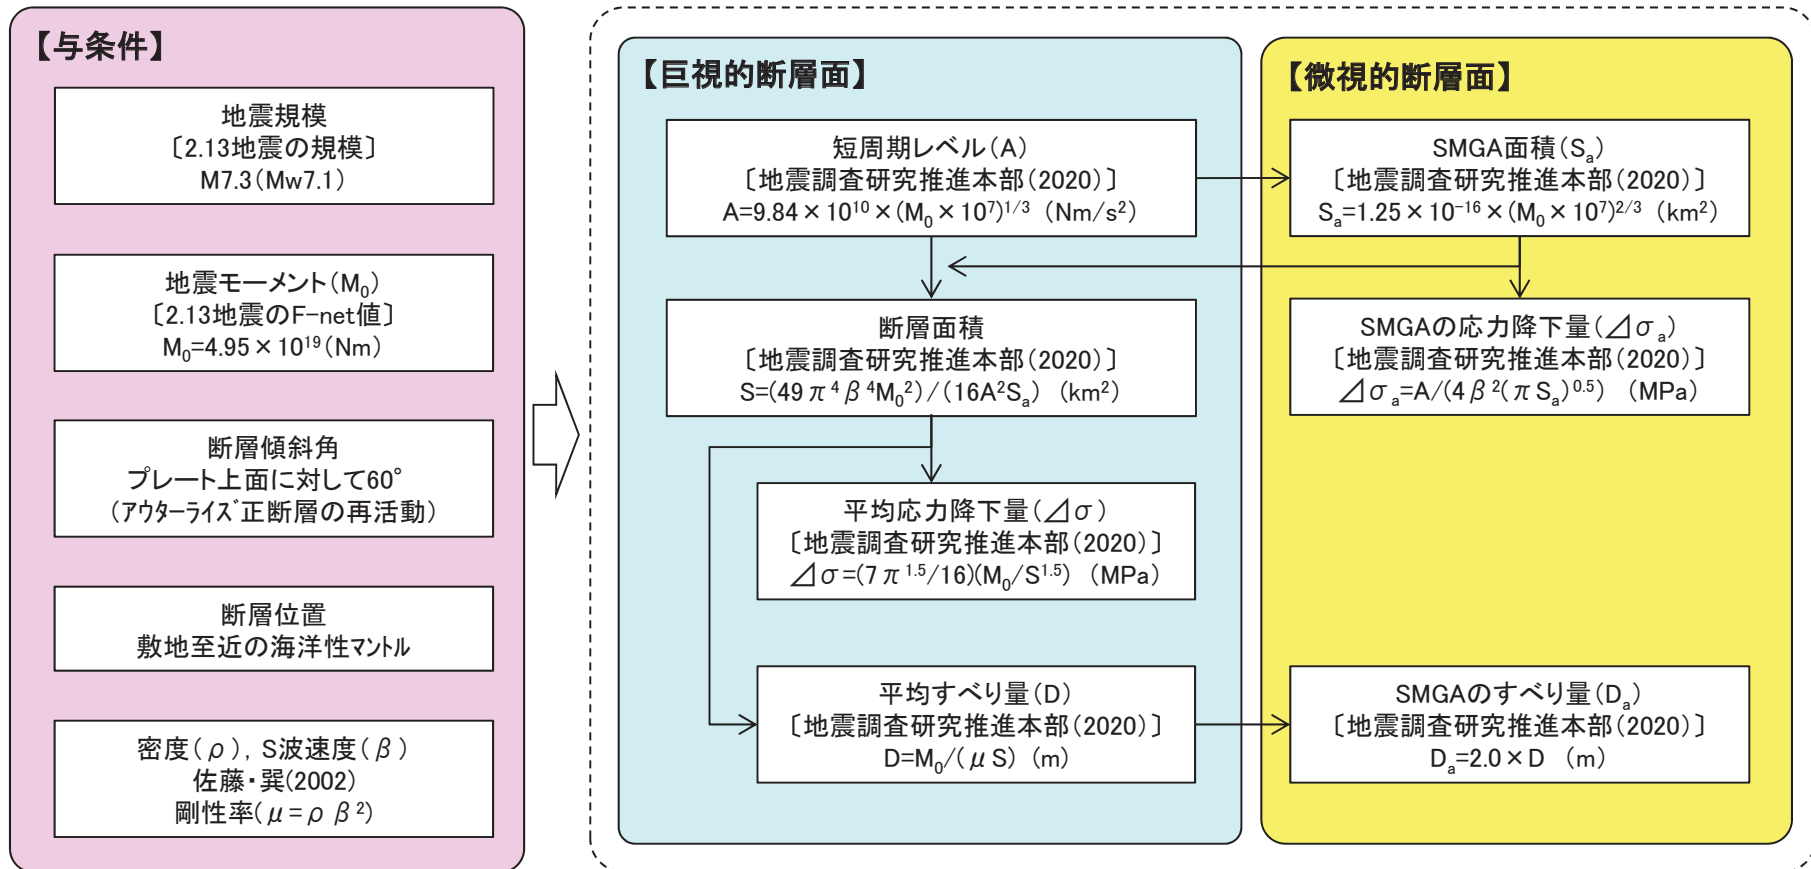 【与条件】
地震規模
〔2.13地震の規模〕
M7.3(Mw7.1)
地震モーメント(M₀)
〔2.13地震のF-net値〕
M₀=4.95×10¹⁹(Nm)
断層傾斜角
プレート上面に対して60°
(アウターライズ正断層の再活動)
断層位置
敷地至近の海洋性マントル
密度(ρ), S波速度(β)
佐藤・巽(2002)
剛性率(μ=ρβ²)
【巨視的断層面】
短周期レベル(A)
〔地震調査研究推進本部(2020)〕
A=9.84×10¹⁰×(M₀×10⁷)¹/³ (Nm/s²)
断層面積
〔地震調査研究推進本部(2020)〕
S=(49π⁴β⁴M₀²)/(16A²Sₐ) (km²)
平均応力降下量(⊿σ)
〔地震調査研究推進本部(2020)〕
⊿σ=(7π¹·⁵/16)(M₀/S¹·⁵) (MPa)
平均すべり量(D)
〔地震調査研究推進本部(2020)〕
D=M₀/(μS) (m)
【微視的断層面】
SMGA面積(Sₐ)
〔地震調査研究推進本部(2020)〕
Sₐ=1.25×10⁻¹⁶×(M₀×10⁷)²/³ (km²)
SMGAの応力降下量(⊿σₐ)
〔地震調査研究推進本部(2020)〕
⊿σₐ=A/(4β²(πSₐ)⁰·⁵) (MPa)
SMGAのすべり量(Dₐ)
〔地震調査研究推進本部(2020)〕
Dₐ=2.0×D (m)